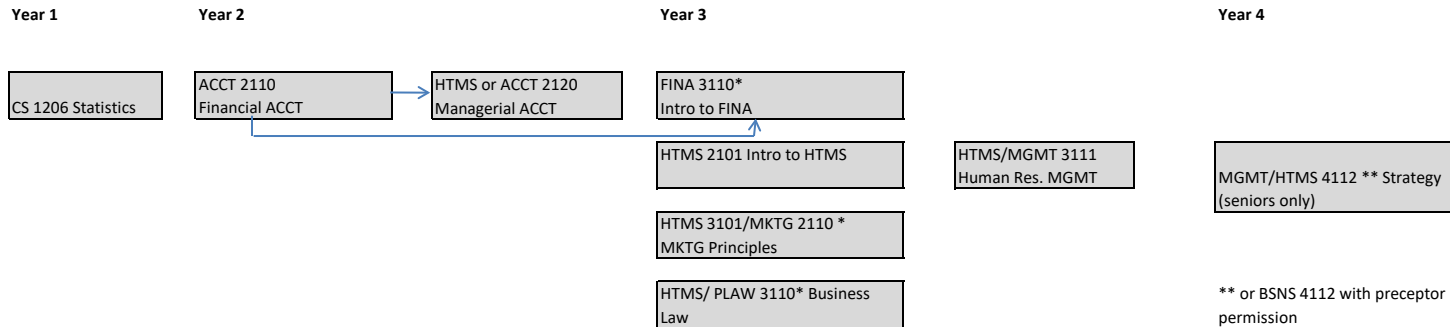 Year 1
Year 2
Year 3
Year 4
CS 1206 Statistics
ACCT 2110
Financial ACCT
HTMS or ACCT 2120
Managerial ACCT
FINA 3110*
Intro to FINA
HTMS 2101 Intro to HTMS
HTMS/MGMT 3111
Human Res. MGMT
MGMT/HTMS 4112 ** Strategy
(seniors only)
HTMS 3101/MKTG 2110 *
MKTG Principles
HTMS/ PLAW 3110* Business
Law
** or BSNS 4112 with preceptor
permission